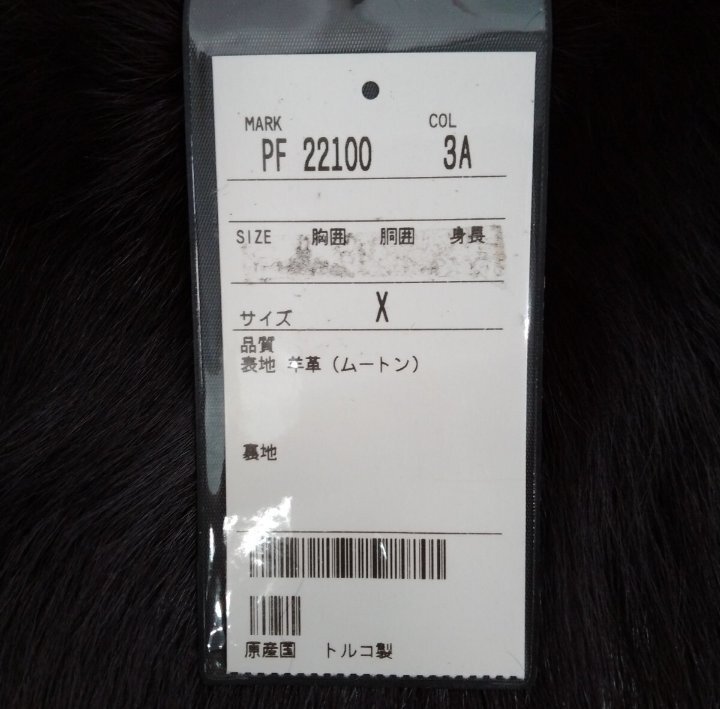 MARK COL
PF 22100 3A
SIZE 胸囲 胴囲 身長
サイズ X
品質
表地 羊革(ムートン)
裏地
原産国 トルコ製